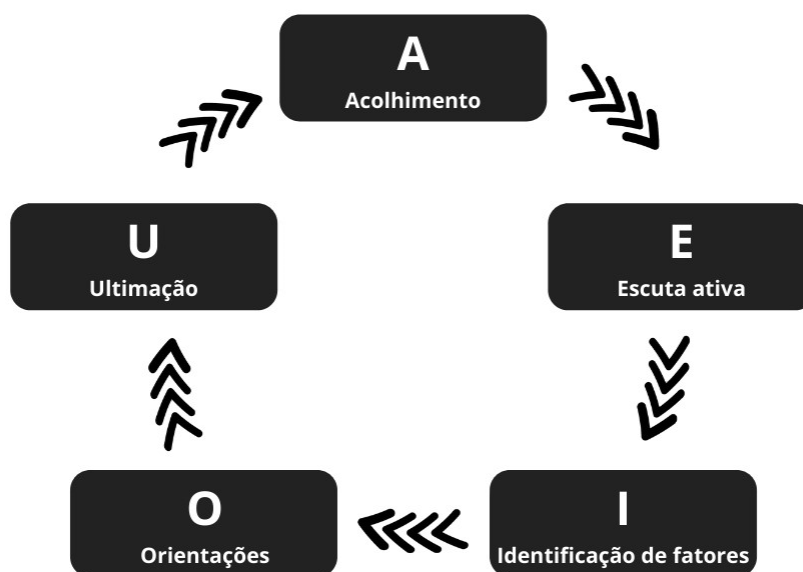 A
Acolhimento
E
Escuta ativa
I
Identificação de fatores
O
Orientações
U
Ultimação